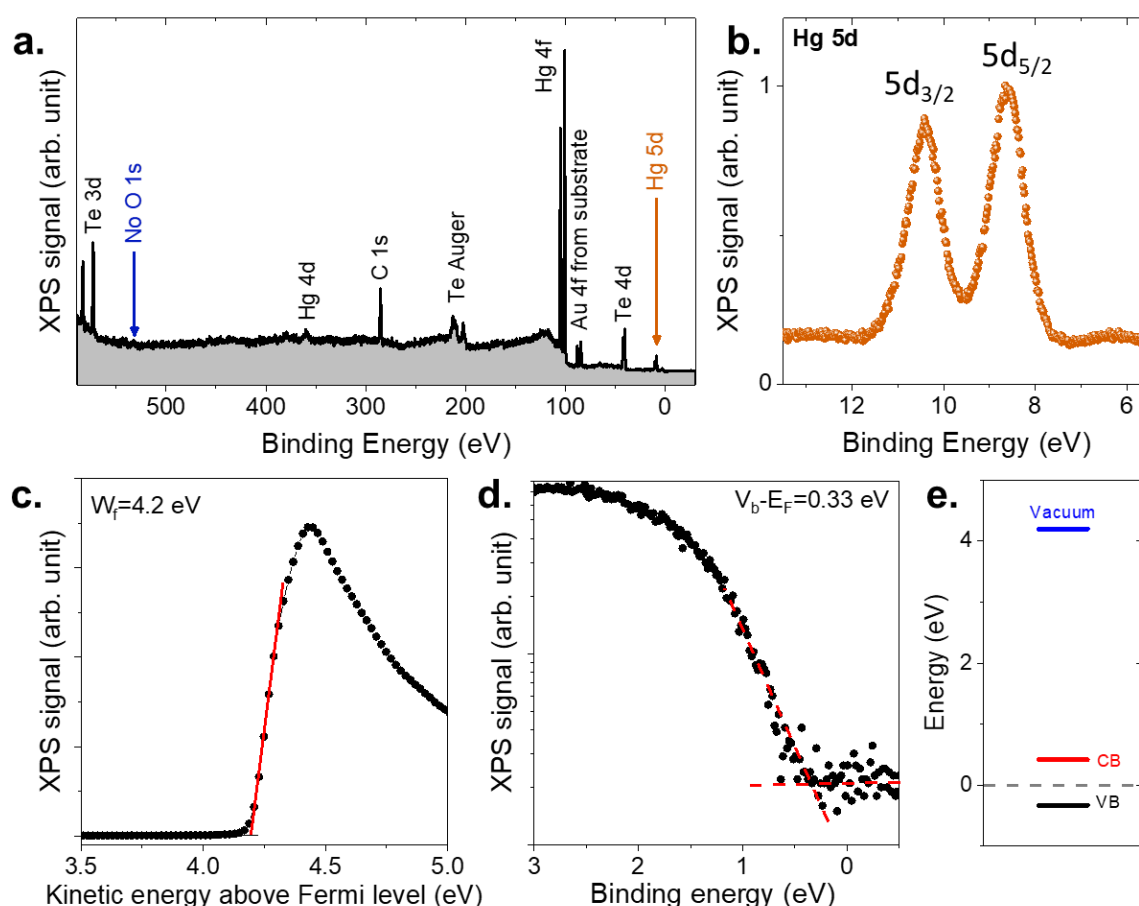 a.
XPS signal (arb. unit)
Te 3d
No O 1s
Hg 4d
C 1s
Te Auger
Hg 4f
Au 4f from substrate
Te 4d
Hg 5d
500 400 300 200 100 0
Binding Energy (eV)
b.
Hg 5d
5d3/2
5d5/2
XPS signal (arb. unit)
1
0
12 10 8 6
Binding Energy (eV)
c.
Wf=4.2 eV
XPS signal (arb. unit)
3.5 4.0 4.5 5.0
Kinetic energy above Fermi level (eV)
d.
Vb-EF=0.33 eV
XPS signal (arb. unit)
3 2 1 0
Binding energy (eV)
e.
Vacuum
Energy (eV)
4
2
0
CB
VB